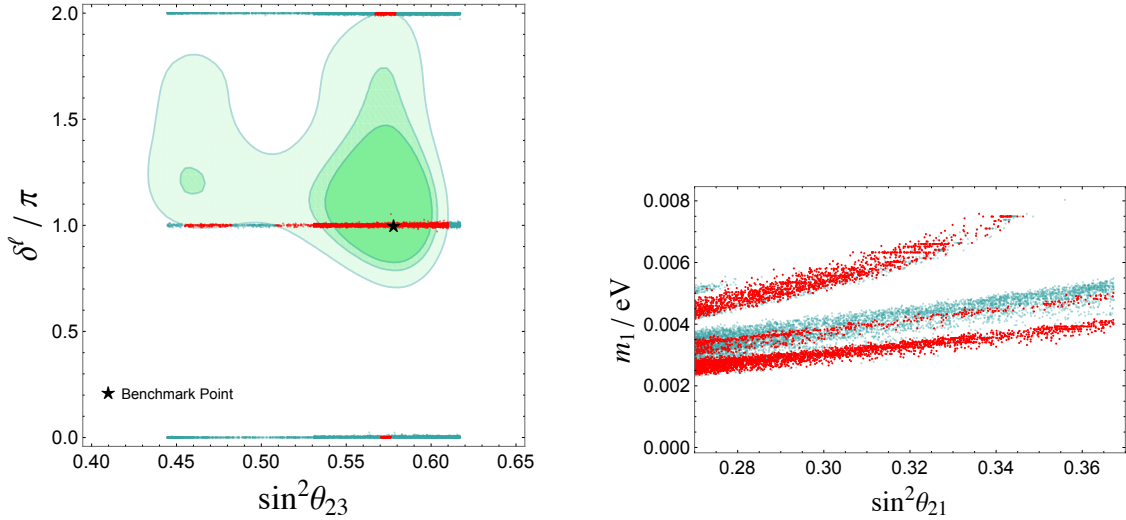 2.0
1.5
1.0
0.5
0.0
δℓ / π
★ Benchmark Point
0.40 0.45 0.50 0.55 0.60 0.65
sin²θ₂₃
0.008
0.006
0.004
0.002
0.000
m₁ / eV
0.28 0.30 0.32 0.34 0.36
sin²θ₂₁